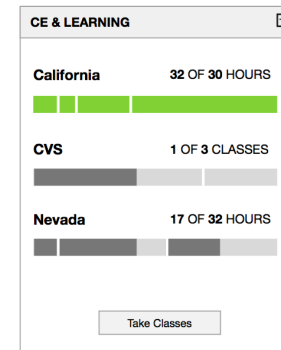 CE & LEARNING
California 32 OF 30 HOURS
CVS 1 OF 3 CLASSES
Nevada 17 OF 32 HOURS
Take Classes